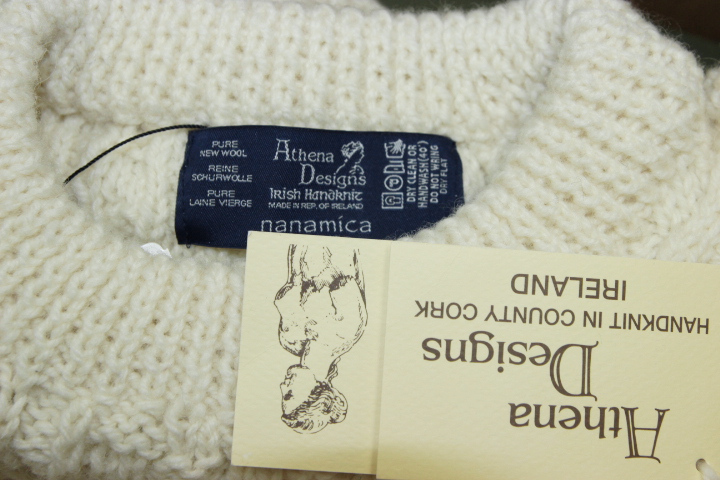 PURE
NEW WOOL
REINE
SCHURWOLLE
PURE
LAINE VIERGE
Athena
Designs
Irish Handknit
MADE IN REP. OF IRELAND
nanamica
DRY CLEAN OR
HANDWASH (40°)
DO NOT WRING
DRY FLAT
Athena
Designs
HANDKNIT IN COUNTY CORK
IRELAND